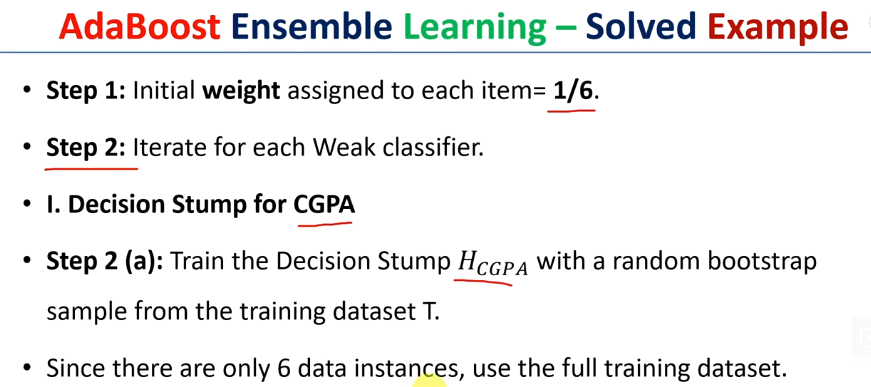 AdaBoost Ensemble Learning – Solved Example
• Step 1: Initial weight assigned to each item= 1/6.
• Step 2: Iterate for each Weak classifier.
• I. Decision Stump for CGPA
• Step 2 (a): Train the Decision Stump H_CGPA with a random bootstrap
sample from the training dataset T.
• Since there are only 6 data instances, use the full training dataset.